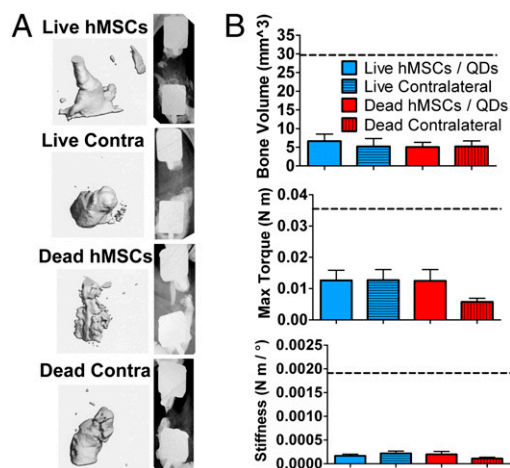 A
Live hMSCs
Live Contra
Dead hMSCs
Dead Contra
B
Bone Volume (mm^3)
35
30
25
20
15
10
5
0
Live hMSCs / QDs
Live Contralateral
Dead hMSCs / QDs
Dead Contralateral
Max Torque (N m)
0.04
0.03
0.02
0.01
0.00
Stiffness (N m / °)
0.0025
0.0020
0.0015
0.0010
0.0005
0.0000